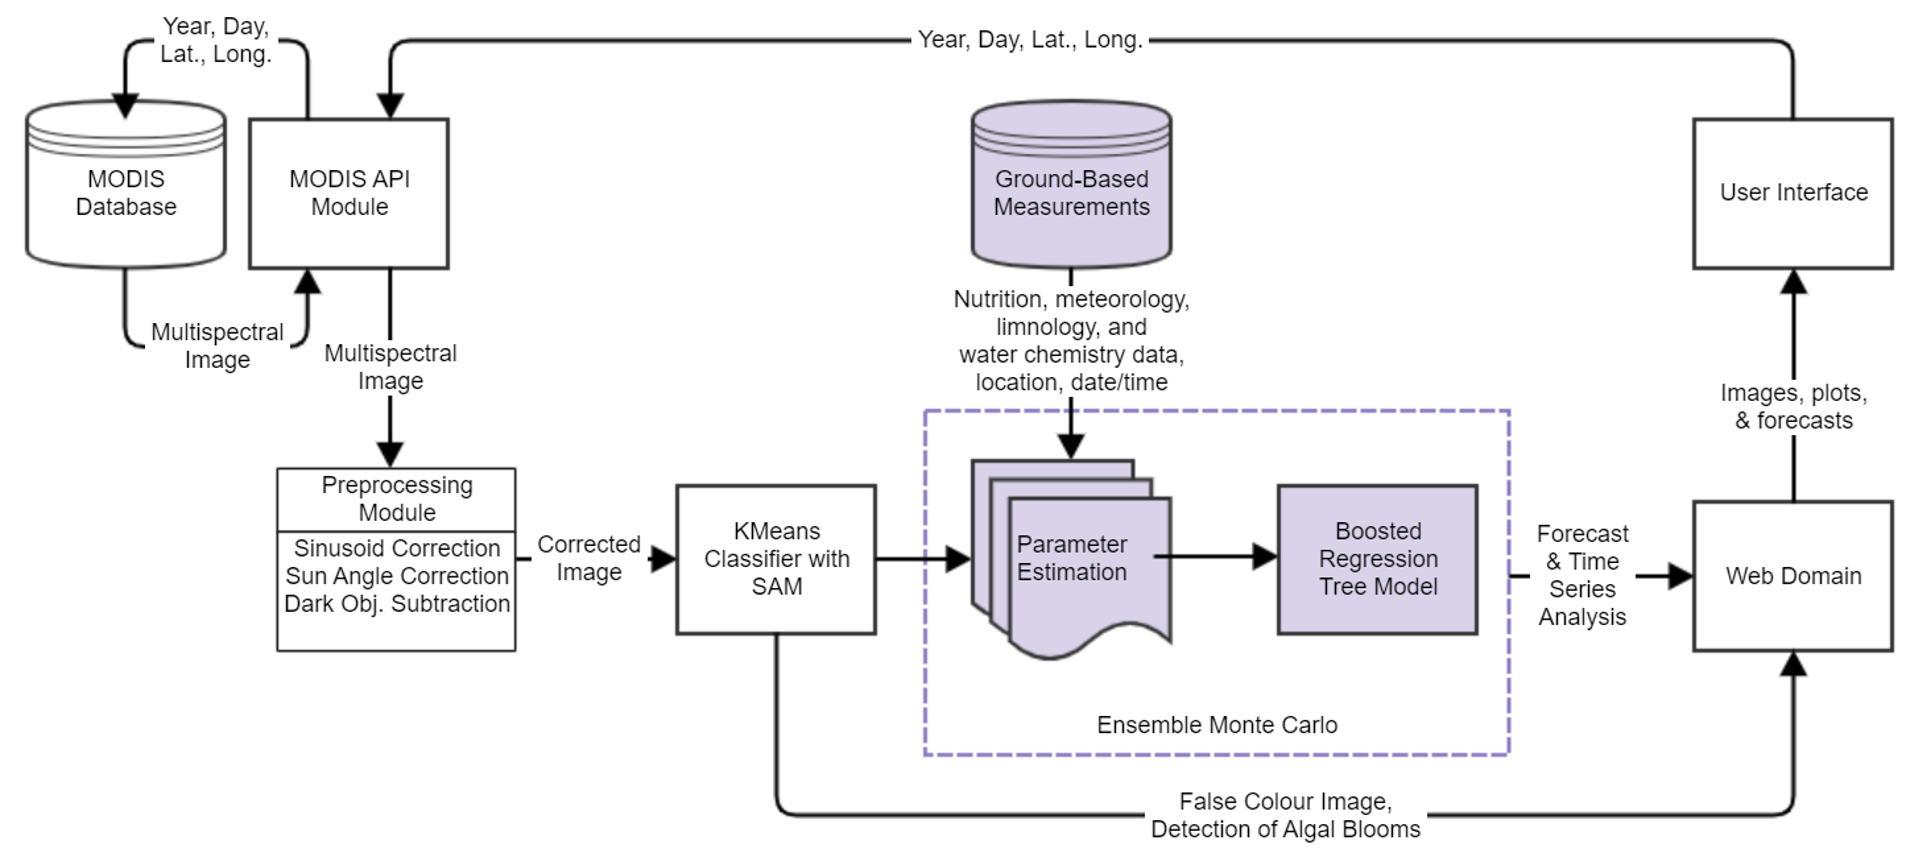 Year, Day,
Lat., Long.
Year, Day, Lat., Long.
MODIS
Database
MODIS API
Module
Ground-Based
Measurements
User Interface
Multispectral
Image
Multispectral
Image
Nutrition, meteorology,
limnology, and
water chemistry data,
location, date/time
Images, plots,
& forecasts
Preprocessing
Module
Sinusoid Correction
Sun Angle Correction
Dark Obj. Subtraction
Corrected
Image
KMeans
Classifier with
SAM
Parameter
Estimation
Boosted
Regression
Tree Model
Forecast
& Time
Series
Analysis
Web Domain
Ensemble Monte Carlo
False Colour Image,
Detection of Algal Blooms